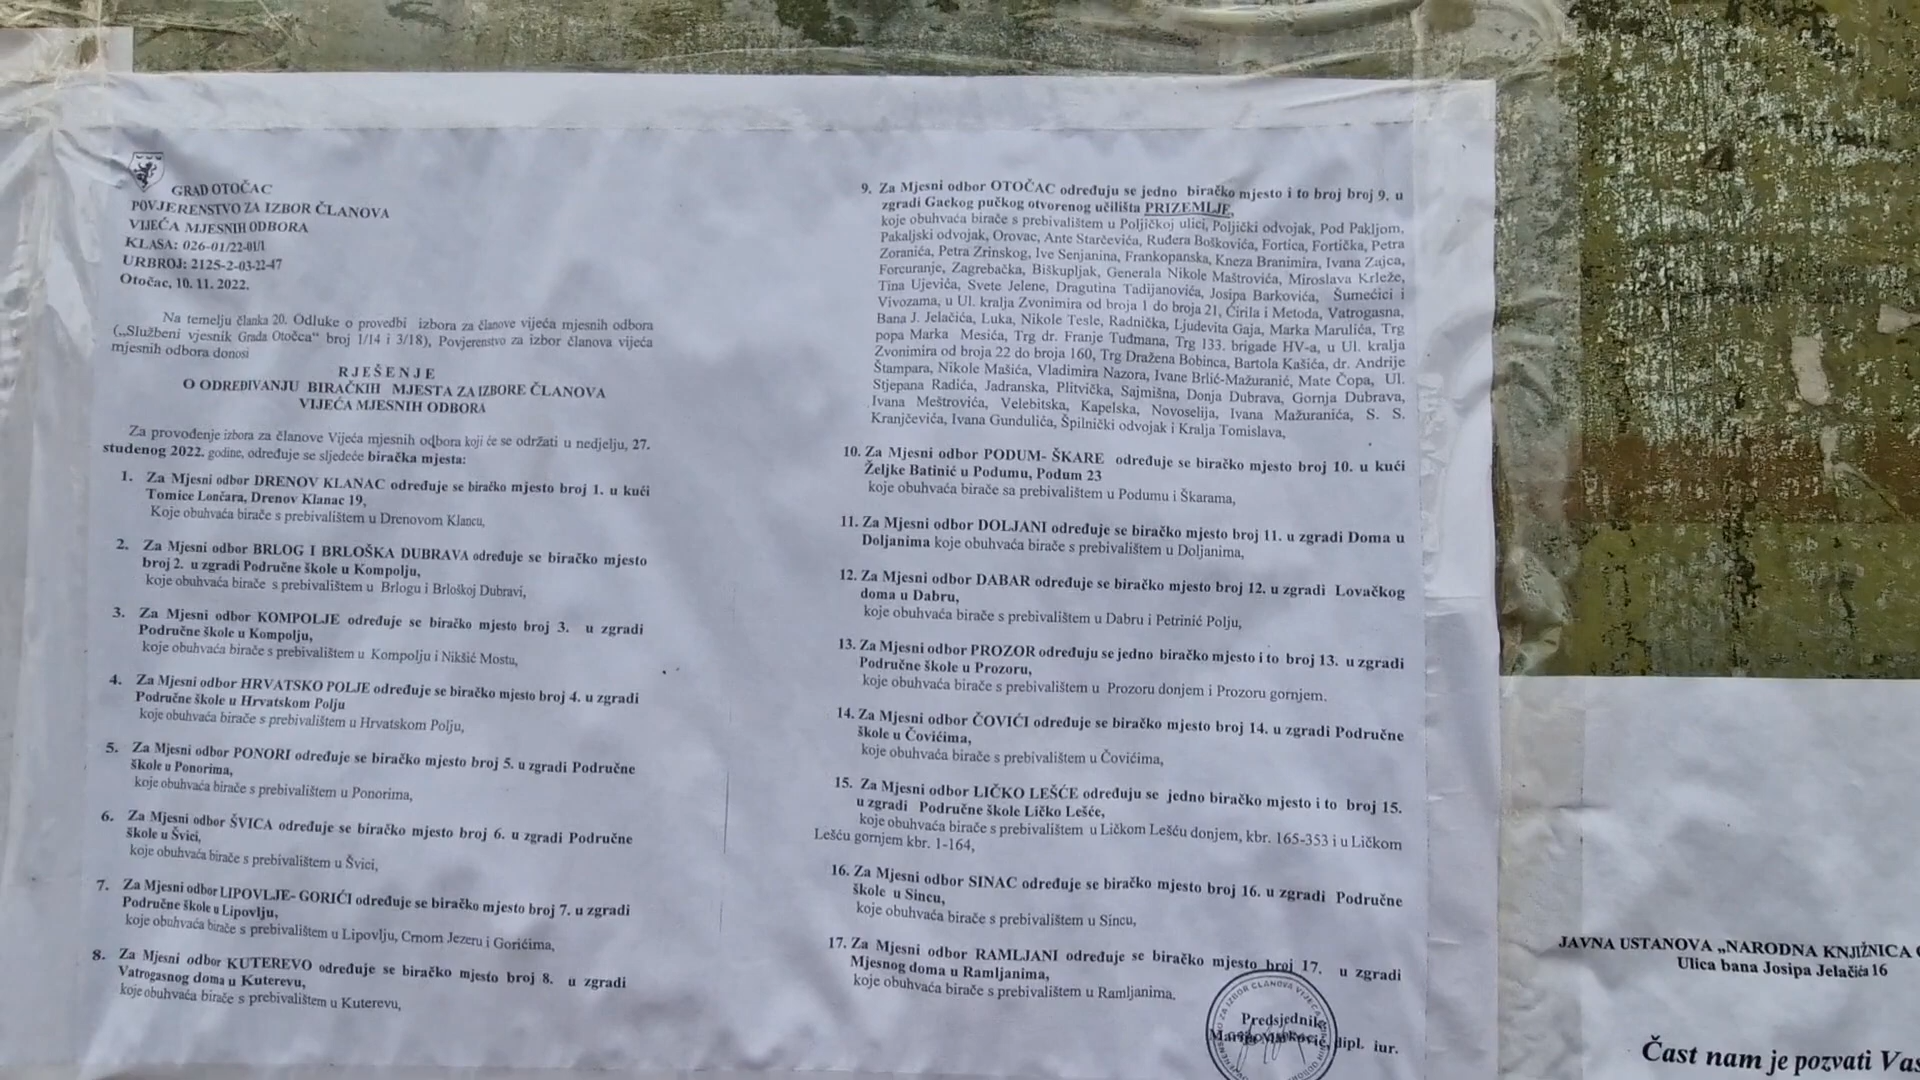 GRAD OTOČAC
POVJERENSTVO ZA IZBOR ČLANOVA
VIJEĆA MJESNIH ODBORA
KLASA: 026-01/22-01/1
URBROJ: 2125-2-03-22-47
Otočac, 10. 11. 2022.
Na temelju članka 20. Odluke o provedbi izbora za članove vijeća mjesnih odbora
(„Službeni vjesnik Grada Otočca“ broj 1/14 i 3/18), Povjerenstvo za izbor članova vijeća
mjesnih odbora donosi
RJEŠENJE
O ODREĐIVANJU BIRAČKIH MJESTA ZA IZBORE ČLANOVA
VIJEĆA MJESNIH ODBORA
Za provođenje izbora za članove Vijeća mjesnih odbora koji će se održati u nedjelju, 27.
studenog 2022. godine, određuje se sljedeće biračka mjesta:
1. Za Mjesni odbor DRENOV KLANAC određuje se biračko mjesto broj 1. u kući
Tomice Lončara, Drenov Klanac 19,
Koje obuhvaća birače s prebivalištem u Drenovom Klancu,
2. Za Mjesni odbor BRLOG I BRLOŠKA DUBRAVA određuje se biračko mjesto
broj 2. u zgradi Područne škole u Kompolju,
koje obuhvaća birače s prebivalištem u Brlogu i Brloškoj Dubravi,
3. Za Mjesni odbor KOMPOLJE određuje se biračko mjesto broj 3. u zgradi
Područne škole u Kompolju,
koje obuhvaća birače s prebivalištem u Kompolju i Nikšić Mostu,
4. Za Mjesni odbor HRVATSKO POLJE određuje se biračko mjesto broj 4. u zgradi
Područne škole u Hrvatskom Polju
koje obuhvaća birače s prebivalištem u Hrvatskom Polju,
5. Za Mjesni odbor PONORI određuje se biračko mjesto broj 5. u zgradi Područne
škole u Ponorima,
koje obuhvaća birače s prebivalištem u Ponorima,
6. Za Mjesni odbor ŠVICA određuje se biračko mjesto broj 6. u zgradi Područne
škole u Švici,
koje obuhvaća birače s prebivalištem u Švici,
7. Za Mjesni odbor LIPOVLJE- GORIĆI određuje se biračko mjesto broj 7. u zgradi
Područne škole u Lipovlju,
koje obuhvaća birače s prebivalištem u Lipovlju, Crnom Jezeru i Gorićima,
8. Za Mjesni odbor KUTEREVO određuje se biračko mjesto broj 8. u zgradi
Vatrogasnog doma u Kuterevu,
koje obuhvaća birače s prebivalištem u Kuterevu,
9. Za Mjesni odbor OTOČAC određuju se jedno biračko mjesto i to broj broj 9. u
zgradi Gackog pučkog otvorenog učilišta PRIZEMLJE,
koje obuhvaća birače s prebivalištem u Poljičkoj ulici, Poljički odvojak, Pod Pakljom,
Pakaljski odvojak, Orovac, Ante Starčevića, Ruđera Boškovića, Fortica, Fortička, Petra
Zoranića, Petra Zrinskog, Ive Senjanina, Frankopanska, Kneza Branimira, Ivana Zajca,
Forcuranje, Zagrebačka, Biškupljak, Generala Nikole Maštrovića, Miroslava Krleže,
Tina Ujevića, Svete Jelene, Dragutina Tadijanovića, Josipa Barkovića, Šumećici i
Vivozama, u Ul. kralja Zvonimira od broja 1 do broja 21, Ćirila i Metoda, Vatrogasna,
Bana J. Jelačića, Luka, Nikole Tesle, Radnička, Ljudevita Gaja, Marka Marulića, Trg
popa Marka Mesića, Trg dr. Franje Tuđmana, Trg 133. brigade HV-a, u Ul. kralja
Zvonimira od broja 22 do broja 160, Trg Dražena Bobinca, Bartola Kašića, dr. Andrije
Štampara, Nikole Mašića, Vladimira Nazora, Ivane Brlić-Mažuranić, Mate Čopa, Ul.
Stjepana Radića, Jadranska, Plitvička, Sajmišna, Donja Dubrava, Gornja Dubrava,
Ivana Meštrovića, Velebitska, Kapelska, Novoselija, Ivana Mažuranića, S. S.
Kranjčevića, Ivana Gundulića, Špilnički odvojak i Kralja Tomislava,
10. Za Mjesni odbor PODUM- ŠKARE određuje se biračko mjesto broj 10. u kući
Željke Batinić u Podumu, Podum 23
koje obuhvaća birače sa prebivalištem u Podumu i Škarama,
11. Za Mjesni odbor DOLJANI određuje se biračko mjesto broj 11. u zgradi Doma u
Doljanima koje obuhvaća birače s prebivalištem u Doljanima,
12. Za Mjesni odbor DABAR određuje se biračko mjesto broj 12. u zgradi Lovačkog
doma u Dabru,
koje obuhvaća birače s prebivalištem u Dabru i Petrinić Polju,
13. Za Mjesni odbor PROZOR određuju se jedno biračko mjesto i to broj 13. u zgradi
Područne škole u Prozoru,
koje obuhvaća birače s prebivalištem u Prozoru donjem i Prozoru gornjem.
14. Za Mjesni odbor ČOVIĆI određuje se biračko mjesto broj 14. u zgradi Područne
škole u Čovićima,
koje obuhvaća birače s prebivalištem u Čovićima,
15. Za Mjesni odbor LIČKO LEŠĆE određuju se jedno biračko mjesto i to broj 15.
u zgradi Područne škole Ličko Lešće,
koje obuhvaća birače s prebivalištem u Ličkom Lešću donjem, kbr. 165-353 i u Ličkom
Lešću gornjem kbr. 1-164,
16. Za Mjesni odbor SINAC određuje se biračko mjesto broj 16. u zgradi Područne
škole u Sincu,
koje obuhvaća birače s prebivalištem u Sincu,
17. Za Mjesni odbor RAMLJANI određuje se biračko mjesto broj 17. u zgradi
Mjesnog doma u Ramljanima,
koje obuhvaća birače s prebivalištem u Ramljanima.
Predsjednik
dipl. iur.
JAVNA USTANOVA „NARODNA KNJIŽNICA
Ulica bana Josipa Jelačića 16
Čast nam je pozvati Vas